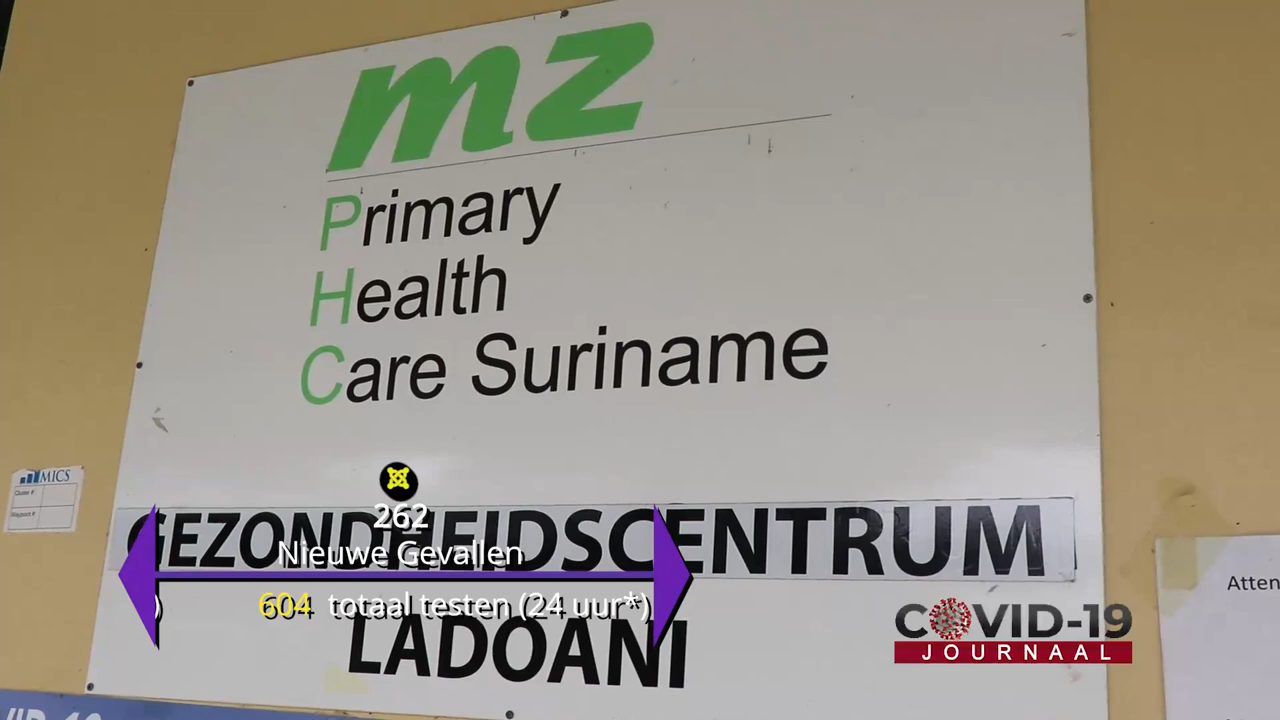 mz
Primary
Health
Care Suriname
MICS
Cluster #:
GEZONDHEIDSCENTRUM
262
Nieuwe Gevallen
) 604 totaal testen (24 uur*)
LADOANI
Atten
COVID-19
JOURNAAL